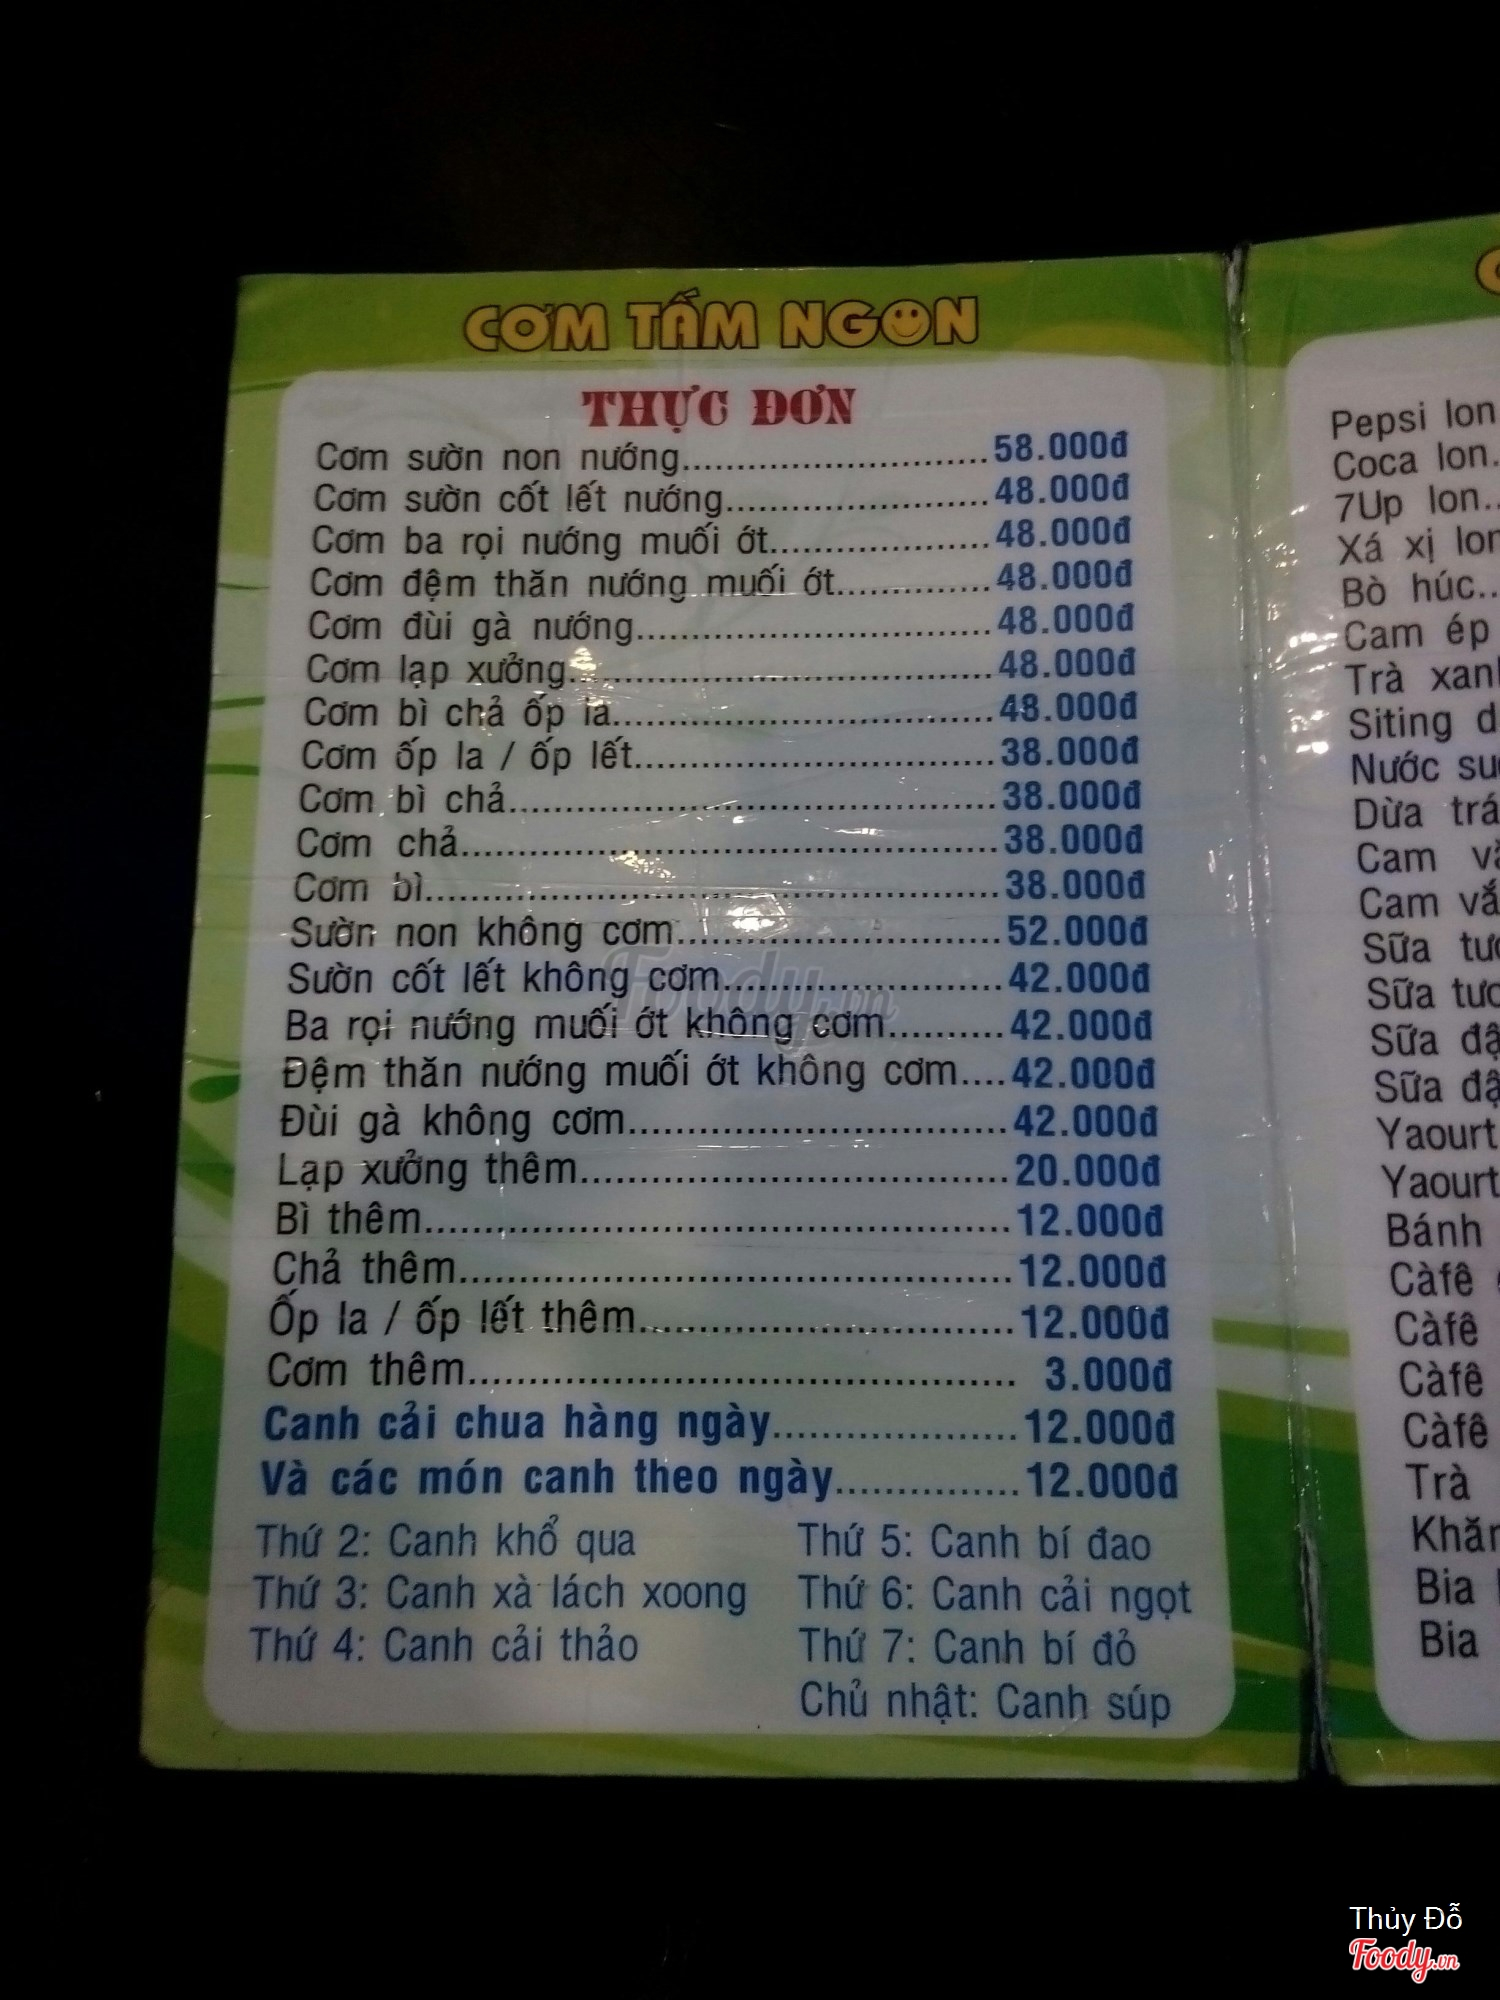 CƠM TẤM NGON
THỰC ĐƠN
Cơm sườn non nướng............................58.000đ
Cơm sườn cốt lết nướng........................48.000đ
Cơm ba rọi nướng muối ớt....................48.000đ
Cơm đệm thăn nướng muối ớt..............48.000đ
Cơm đùi gà nướng................................48.000đ
Cơm lạp xưởng.....................................48.000đ
Cơm bì chả ốp la..................................48.000đ
Cơm ốp la / ốp lết................................38.000đ
Cơm bì chả...........................................38.000đ
Cơm chả...............................................38.000đ
Cơm bì..................................................38.000đ
Sườn non không cơm............................52.000đ
Sườn cốt lết không cơm........................42.000đ
Ba rọi nướng muối ớt không cơm..........42.000đ
Đệm thăn nướng muối ớt không cơm....42.000đ
Đùi gà không cơm.................................42.000đ
Lạp xưởng thêm....................................20.000đ
Bì thêm.................................................12.000đ
Chả thêm..............................................12.000đ
Ốp la / ốp lết thêm...............................12.000đ
Cơm thêm.............................................. 3.000đ
Canh cải chua hàng ngày.....................12.000đ
Và các món canh theo ngày................12.000đ
Thứ 2: Canh khổ qua
Thứ 3: Canh xà lách xoong
Thứ 4: Canh cải thảo
Thứ 5: Canh bí đao
Thứ 6: Canh cải ngọt
Thứ 7: Canh bí đỏ
Chủ nhật: Canh súp
Pepsi lon
Coca lon
7Up lon
Xá xị
Bò húc
Cam ép
Trà
Siting
Nước
Dừa
Cam
Cam
Sữa
Sữa
Sữa
Sữa
Yaourt
Yaourt
Bánh
Càfê
Càfê
Càfê
Càfê
Trà
Bia
Bia
Foody.vn
Thủy Đỗ
Foody.vn